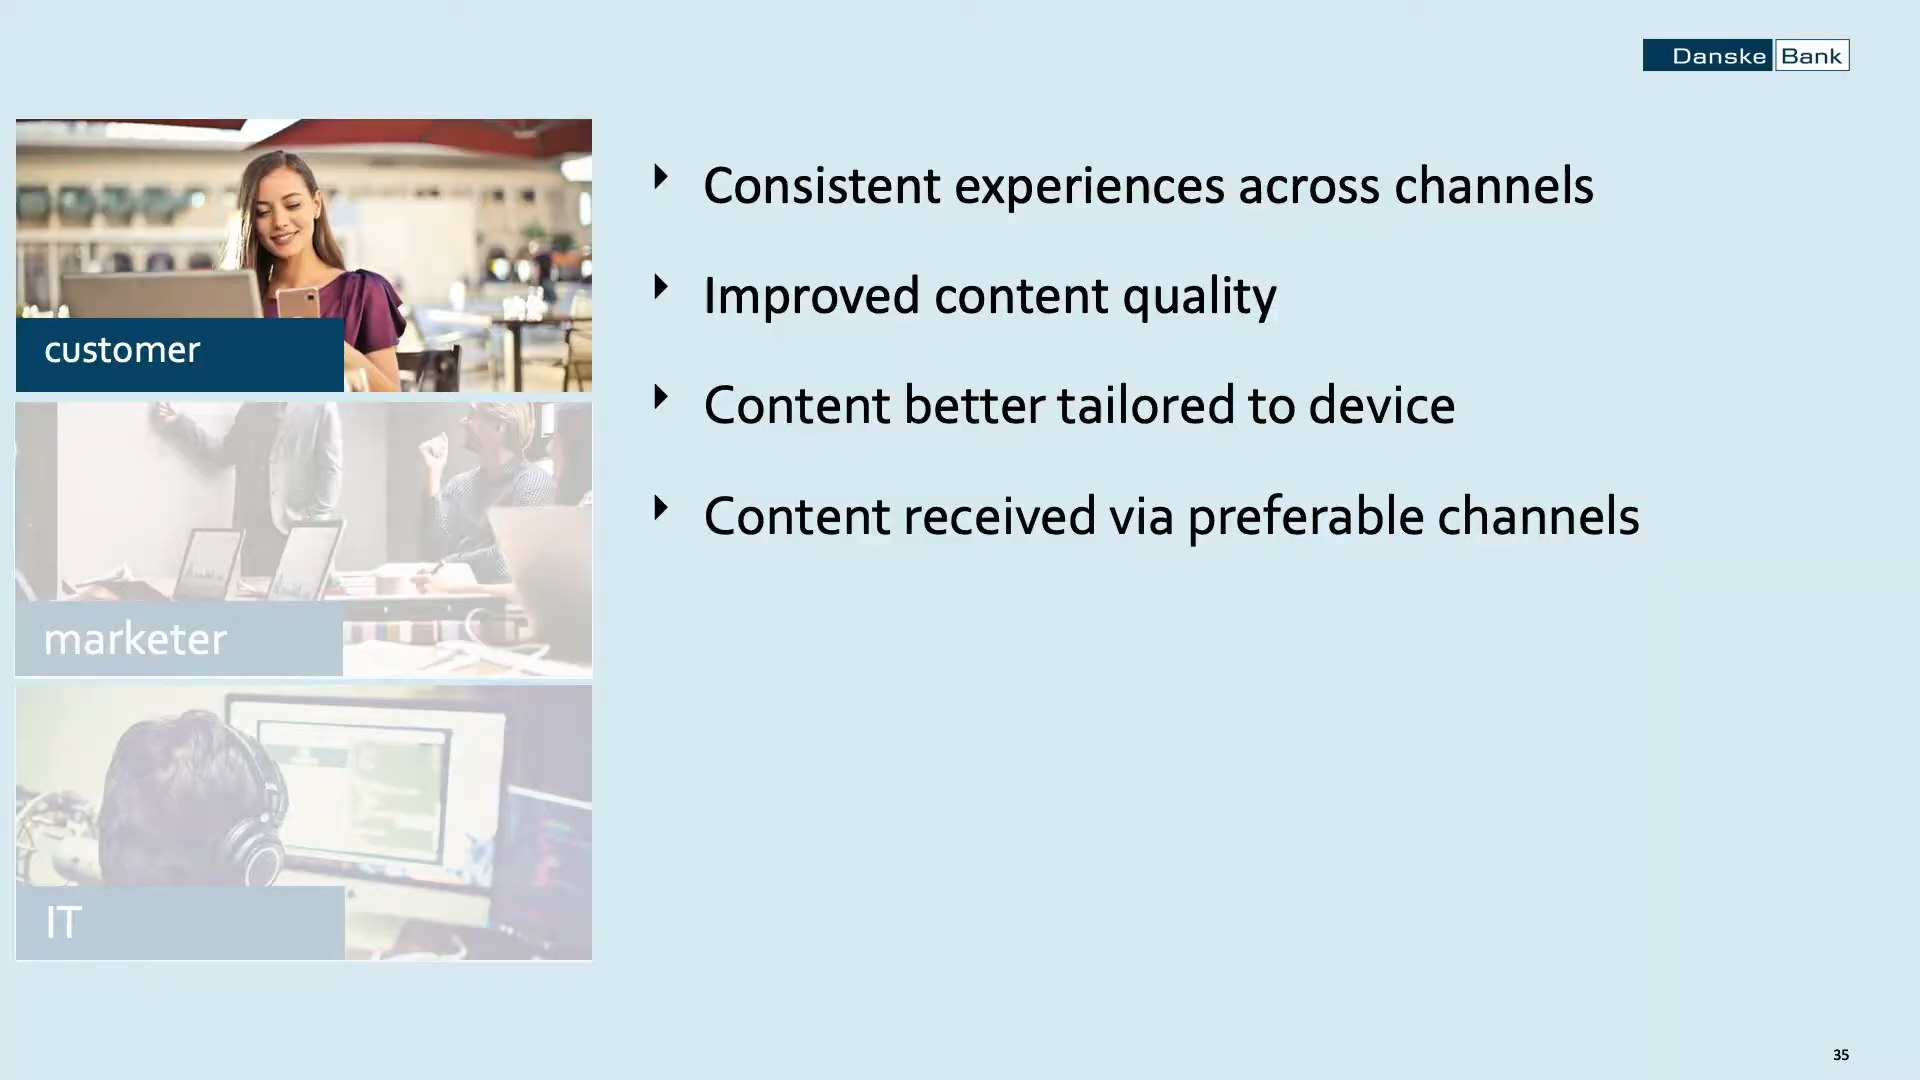 Danske Bank
customer
marketer
IT
Consistent experiences across channels
Improved content quality
Content better tailored to device
Content received via preferable channels
35